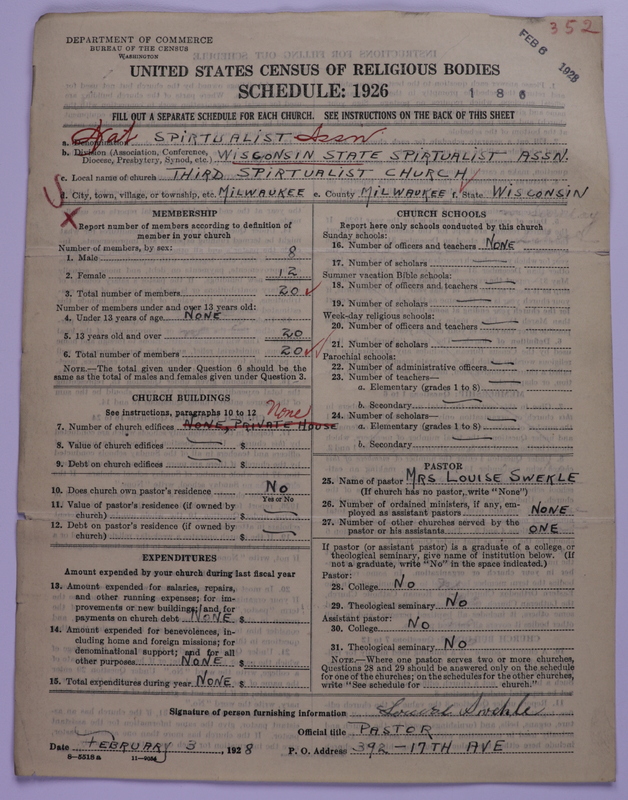 352
FEB 6 1928
DEPARTMENT OF COMMERCE
BUREAU OF THE CENSUS
WASHINGTON
UNITED STATES CENSUS OF RELIGIOUS BODIES
SCHEDULE: 1926
1 8 6
FILL OUT A SEPARATE SCHEDULE FOR EACH CHURCH. SEE INSTRUCTIONS ON THE BACK OF THIS SHEET
a. Denomination Nat SPIRTUALIST Assn
b. Division (Association, Conference, Diocese, Presbytery, Synod, etc.) WISCONSIN STATE SPIRTUALIST ASSN.
c. Local name of church THIRD SPIRTUALIST CHURCH
d. City, town, village, or township, etc. MILWAUKEE e. County MILWAUKEE f. State WISCONSIN
MEMBERSHIP
Report number of members according to definition of
member in your church
Number of members, by sex:
1. Male 8
2. Female 12
3. Total number of members 20
Number of members under and over 13 years old:
4. Under 13 years of age NONE
5. 13 years old and over 20
6. Total number of members 20
NOTE.—The total given under Question 6 should be
same as the total of males and females given under Question 3.
CHURCH BUILDINGS
See instructions, paragraphs 10 to 12 None
7. Number of church edifices NONE, PRIVATE HOUSE
8. Value of church edifices $
9. Debt on church edifices $
10. Does church own pastor's residence NO
Yes or No
11. Value of pastor's residence (if owned by
church) $
12. Debt on pastor's residence (if owned by
church) $
EXPENDITURES
Amount expended by your church during last fiscal year
13. Amount expended for salaries, repairs,
and other running expenses; for im-
provements or new buildings; and for
payments on church debt NONE $
14. Amount expended for benevolences, in-
cluding home and foreign missions; for
denominational support; and for all
other purposes NONE $
15. Total expenditures during year NONE $
CHURCH SCHOOLS
Report here only schools conducted by this church
Sunday schools:
16. Number of officers and teachers NONE
17. Number of scholars
Summer vacation Bible schools:
18. Number of officers and teachers
19. Number of scholars
Week-day religious schools:
20. Number of officers and teachers
21. Number of scholars
Parochial schools:
22. Number of administrative officers
23. Number of teachers—
a. Elementary (grades 1 to 8)
b. Secondary
24. Number of scholars—
a. Elementary (grades 1 to 8)
b. Secondary
PASTOR
25. Name of pastor MRS LOUISE SWEKLE
(If church has no pastor, write "None")
26. Number of ordained ministers, if any, em-
ployed as assistant pastors NONE
27. Number of other churches served by the
pastor or his assistants ONE
If pastor (or assistant pastor) is a graduate of a college or
theological seminary, give name of institution below. (If
not a graduate, write "No" in the space indicated.)
Pastor:
28. College NO
29. Theological seminary NO
Assistant pastor:
30. College NO
31. Theological seminary NO
NOTE.—Where one pastor serves two or more churches,
Questions 28 and 29 should be answered only on the schedule
for one of the churches; on the schedules for the other churches,
write "See schedule for church."
Signature of person furnishing information Louise Swekle
Official title PASTOR
Date FEBRUARY 3, 1928 P. O. Address 392—17TH AVE
8—5518a 11—9054